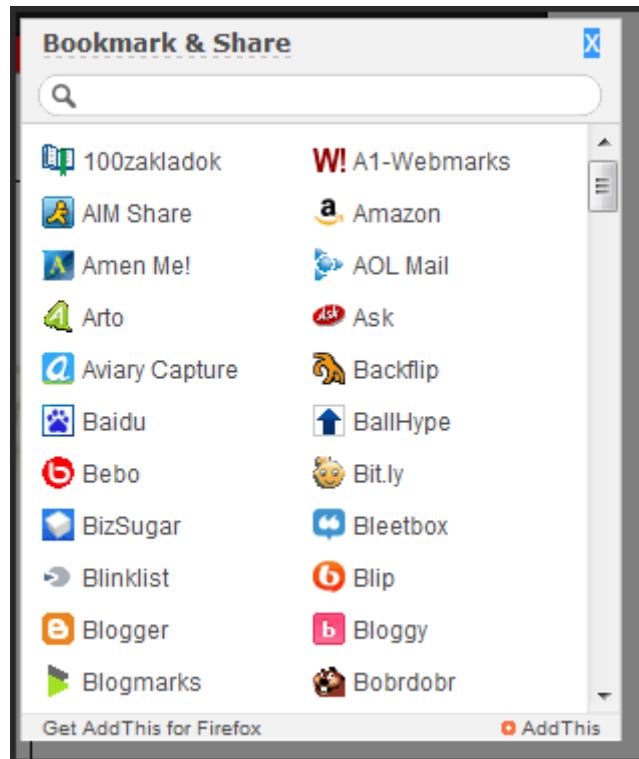 Bookmark & Share X
100zakladok W! A1-Webmarks
AIM Share a Amazon
A Amen Me! AOL Mail
Arto Ask Ask
a Aviary Capture Backflip
Baidu BallHype
b Bebo Bit.ly
BizSugar Bleetbox
Blinklist Blip
B Blogger b Bloggy
Blogmarks Bobrdobr
Get AddThis for Firefox AddThis